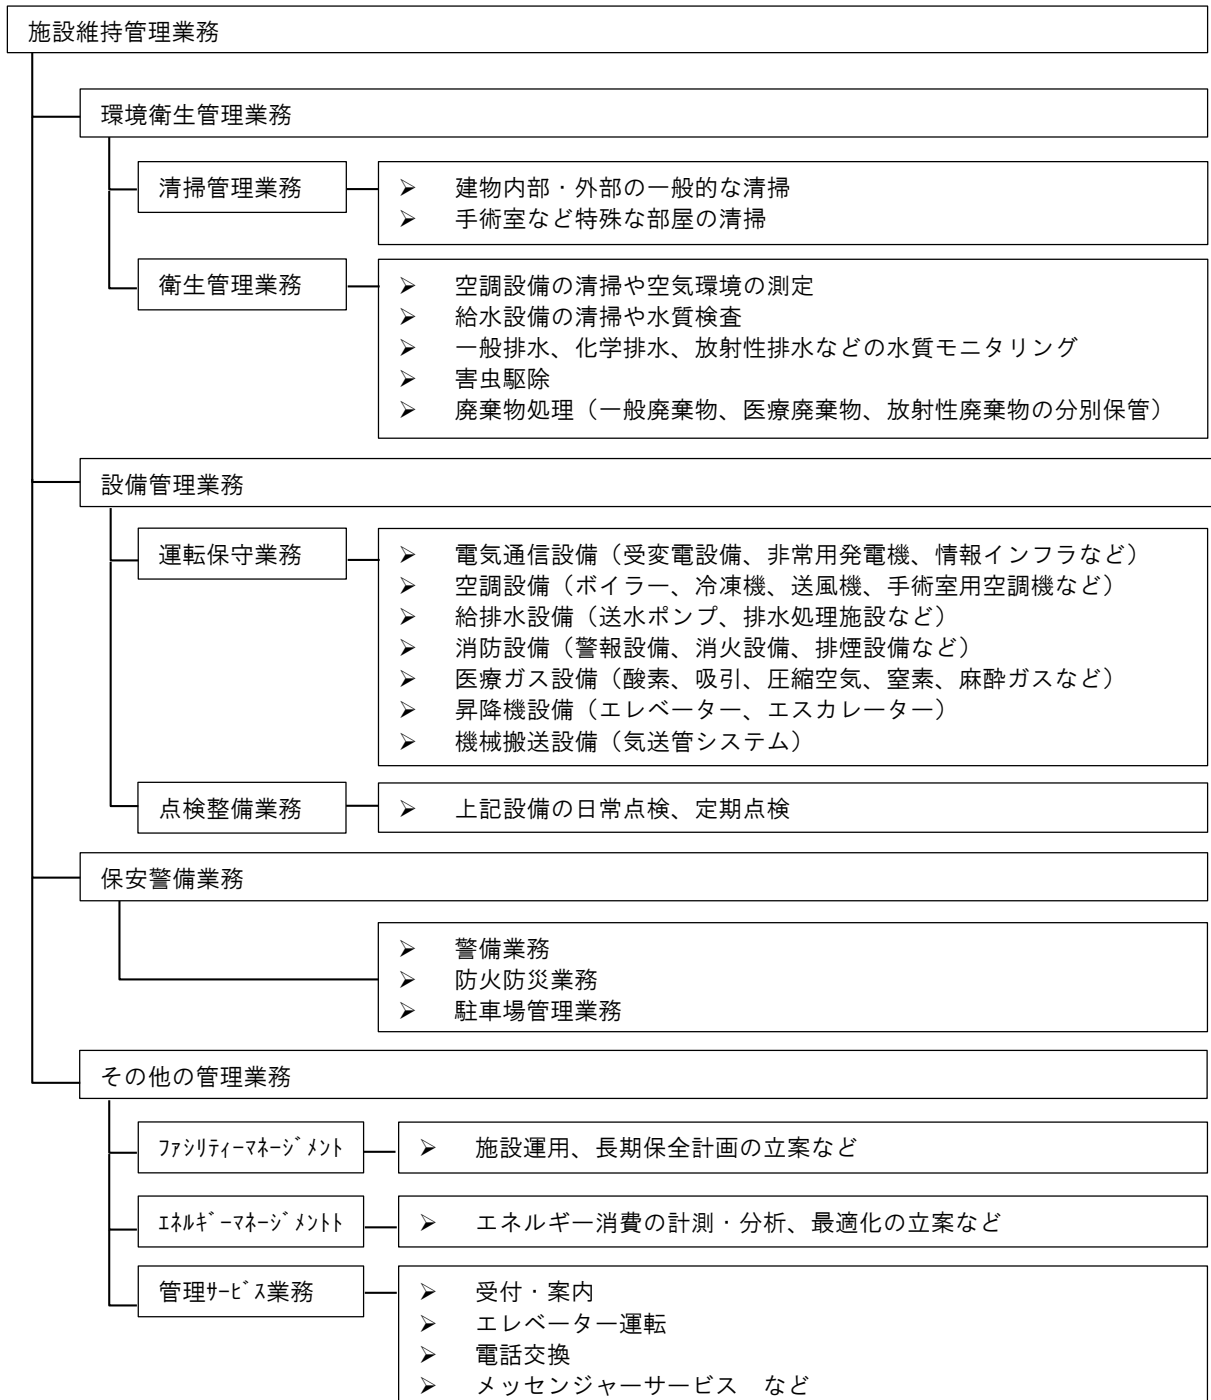 施設維持管理業務
環境衛生管理業務
清掃管理業務
➢ 建物内部・外部の一般的な清掃
➢ 手術室など特殊な部屋の清掃
衛生管理業務
➢ 空調設備の清掃や空気環境の測定
➢ 給水設備の清掃や水質検査
➢ 一般排水、化学排水、放射性排水などの水質モニタリング
➢ 害虫駆除
➢ 廃棄物処理（一般廃棄物、医療廃棄物、放射性廃棄物の分別保管）
設備管理業務
運転保守業務
➢ 電気通信設備（受変電設備、非常用発電機、情報インフラなど）
➢ 空調設備（ボイラー、冷凍機、送風機、手術室用空調機など）
➢ 給排水設備（送水ポンプ、排水処理施設など）
➢ 消防設備（警報設備、消火設備、排煙設備など）
➢ 医療ガス設備（酸素、吸引、圧縮空気、窒素、麻酔ガスなど）
➢ 昇降機設備（エレベーター、エスカレーター）
➢ 機械搬送設備（気送管システム）
点検整備業務
➢ 上記設備の日常点検、定期点検
保安警備業務
➢ 警備業務
➢ 防火防災業務
➢ 駐車場管理業務
その他の管理業務
ﾌｧｼﾘﾃｨｰﾏﾈｰｼﾞﾒﾝﾄ
➢ 施設運用、長期保全計画の立案など
ｴﾈﾙｷﾞｰﾏﾈｰｼﾞﾒﾝﾄﾄ
➢ エネルギー消費の計測・分析、最適化の立案など
管理ｻｰﾋﾞｽ業務
➢ 受付・案内
➢ エレベーター運転
➢ 電話交換
➢ メッセンジャーサービス　など